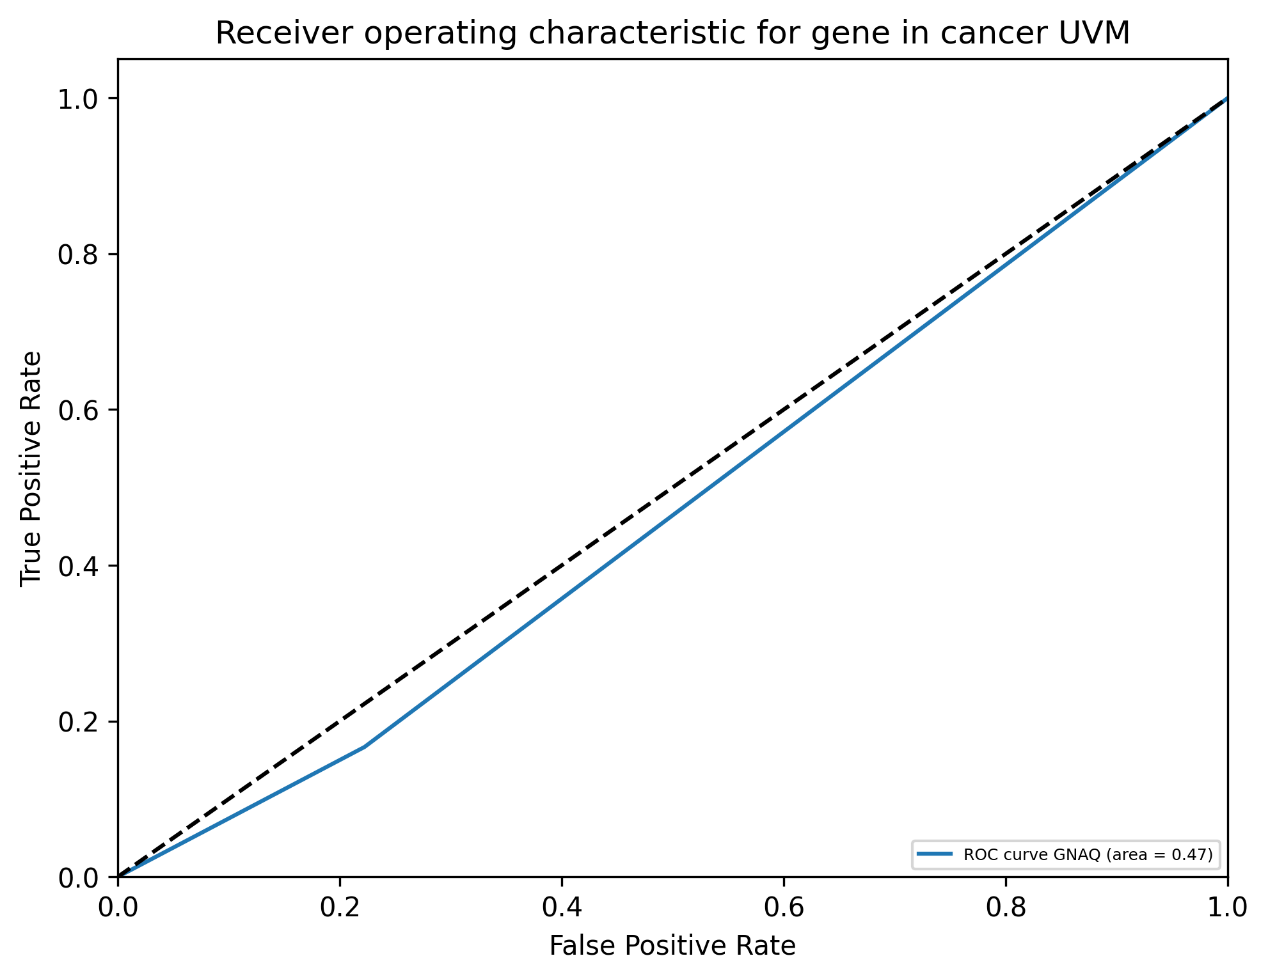 Receiver operating characteristic for gene in cancer UVM
1.0
0.8
0.6
0.4
0.2
0.0
True Positive Rate
ROC curve GNAQ (area = 0.47)
0.0 0.2 0.4 0.6 0.8 1.0
False Positive Rate